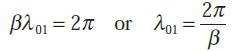 βλ₀₁ = 2π or λ₀₁ = 2π/β